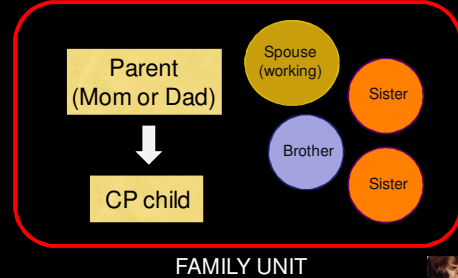 Parent
(Mom or Dad)
CP child
Spouse
(working)
Sister
Brother
Sister
FAMILY UNIT